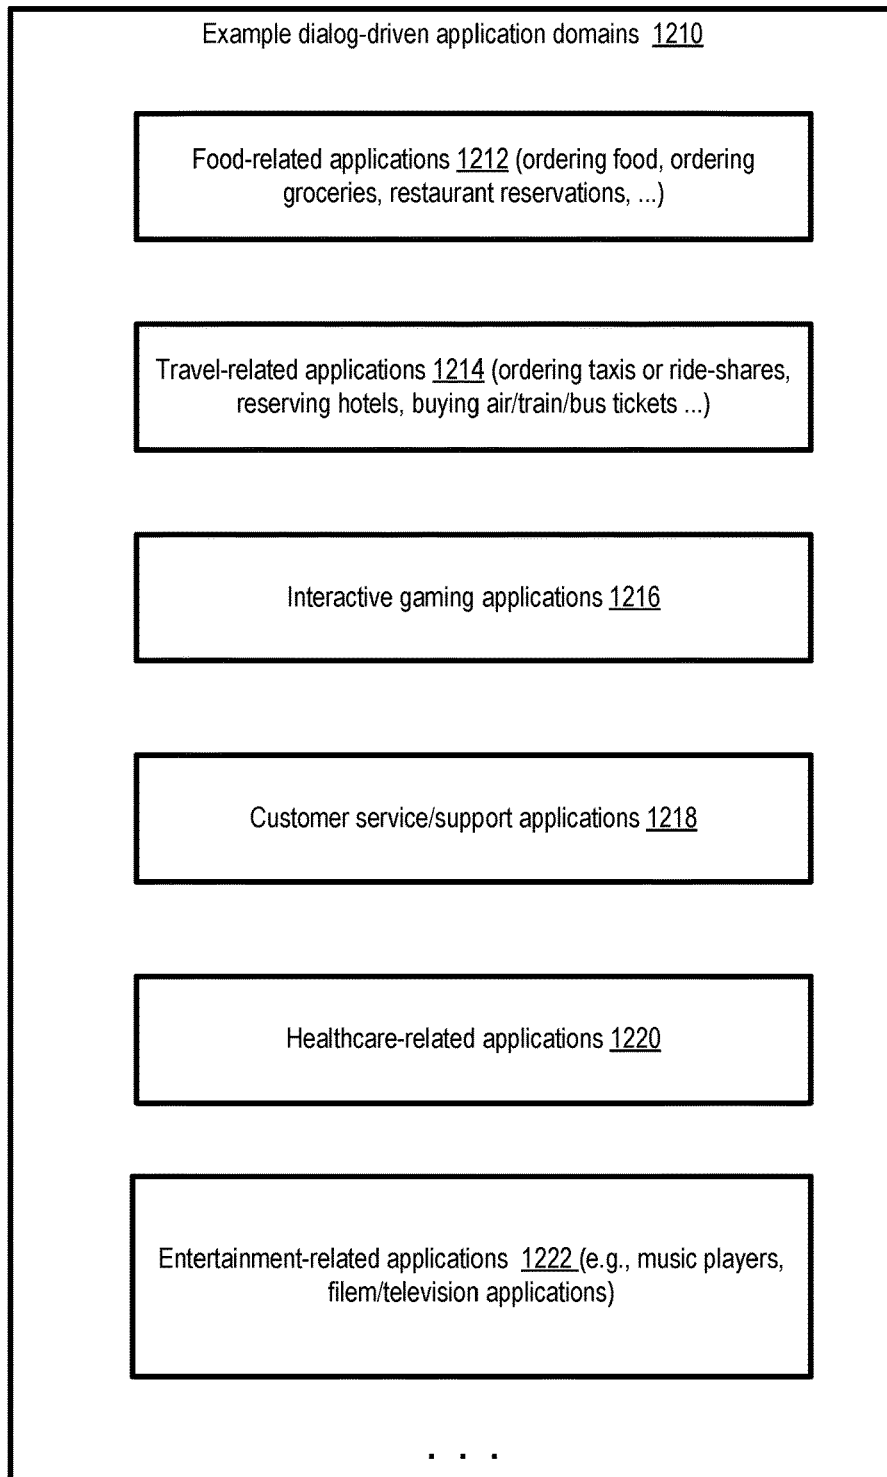 Example dialog-driven application domains 1210
Food-related applications 1212 (ordering food, ordering
groceries, restaurant reservations, ...)
Travel-related applications 1214 (ordering taxis or ride-shares,
reserving hotels, buying air/train/bus tickets ...)
Interactive gaming applications 1216
Customer service/support applications 1218
Healthcare-related applications 1220
Entertainment-related applications 1222 (e.g., music players,
filem/television applications)
. . .